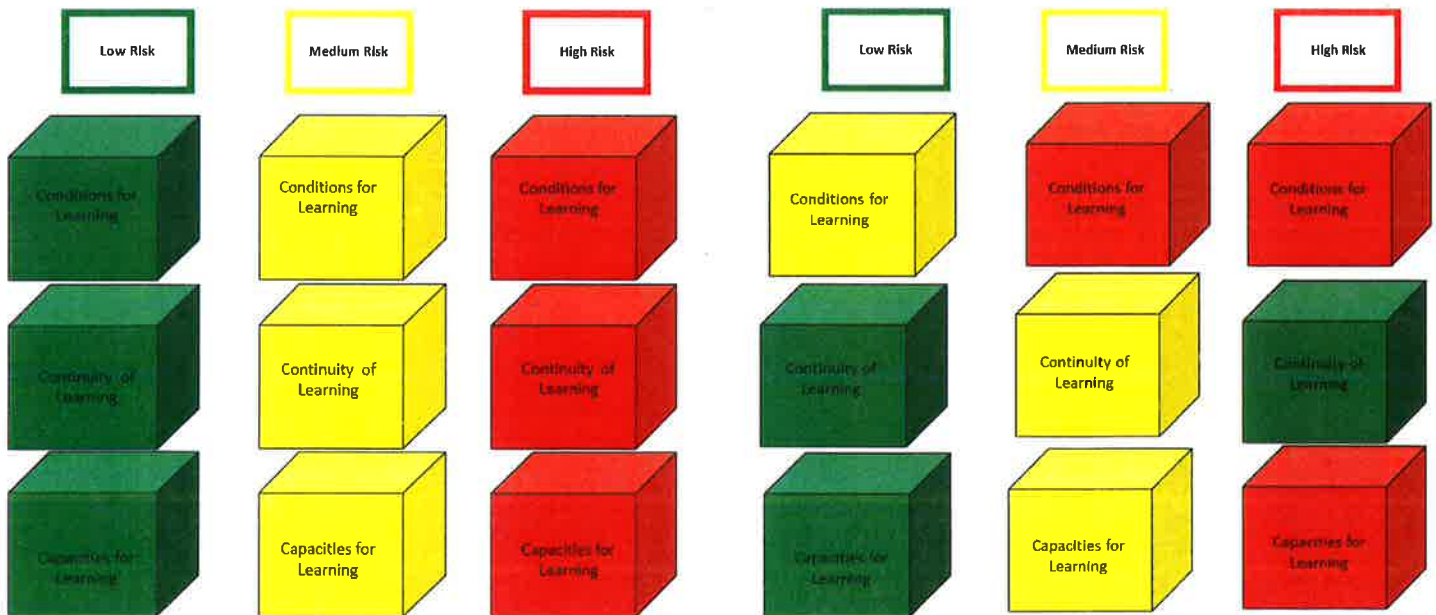 Low Risk
Medium Risk
High Risk
Low Risk
Medium Risk
High Risk
Conditions for
Learning
Conditions for
Learning
Conditions for
Learning
Conditions for
Learning
Conditions for
Learning
Conditions for
Learning
Continuity of
Learning
Continuity of
Learning
Continuity of
Learning
Continuity of
Learning
Continuity of
Learning
Continuity of
Learning
Capacities for
Learning
Capacities for
Learning
Capacities for
Learning
Capacities for
Learning
Capacities for
Learning
Capacities for
Learning